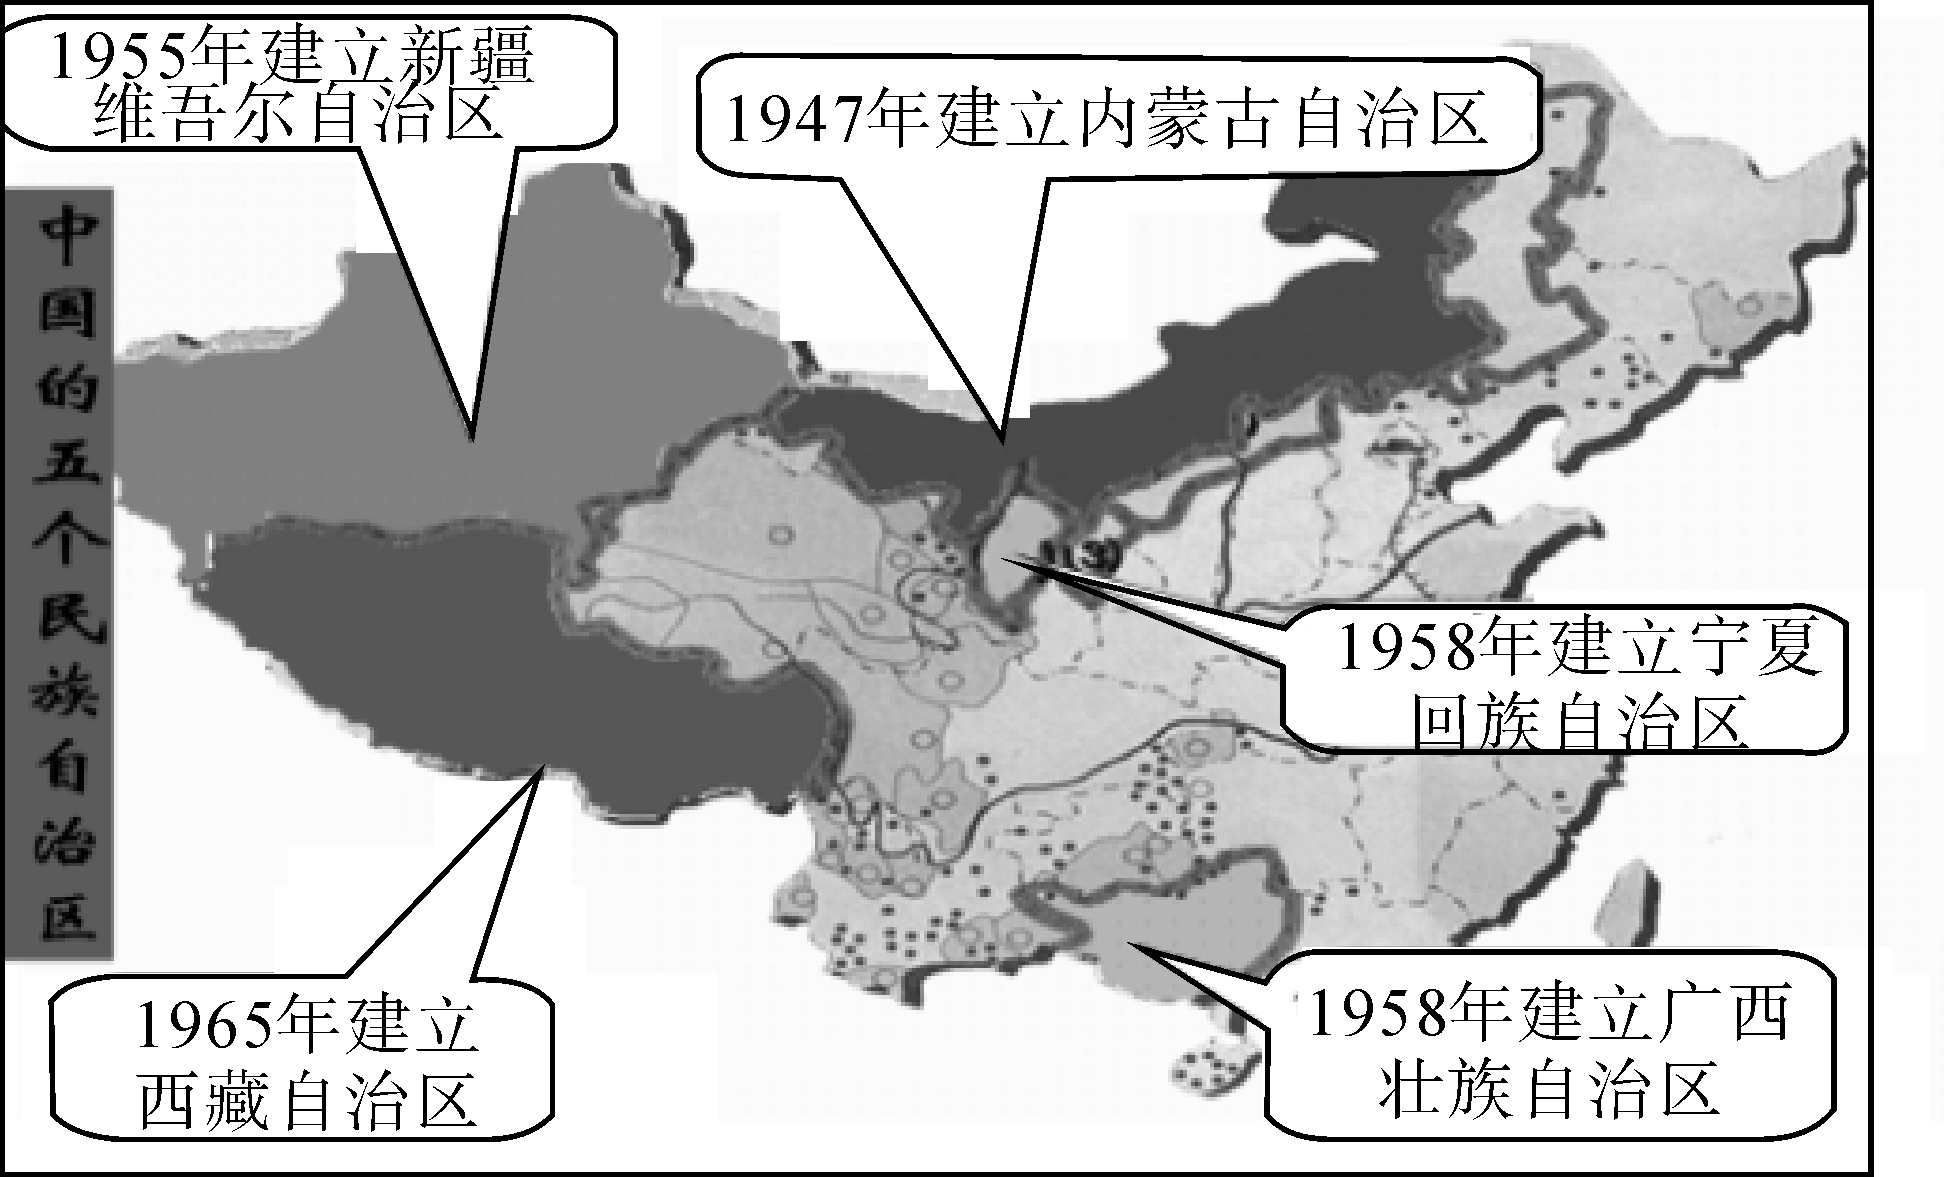 1955年建立新疆
维吾尔自治区
1947年建立内蒙古自治区
中国的五个民族自治区
(3)
1958年建立宁夏
回族自治区
1965年建立
西藏自治区
1958年建立广西
壮族自治区